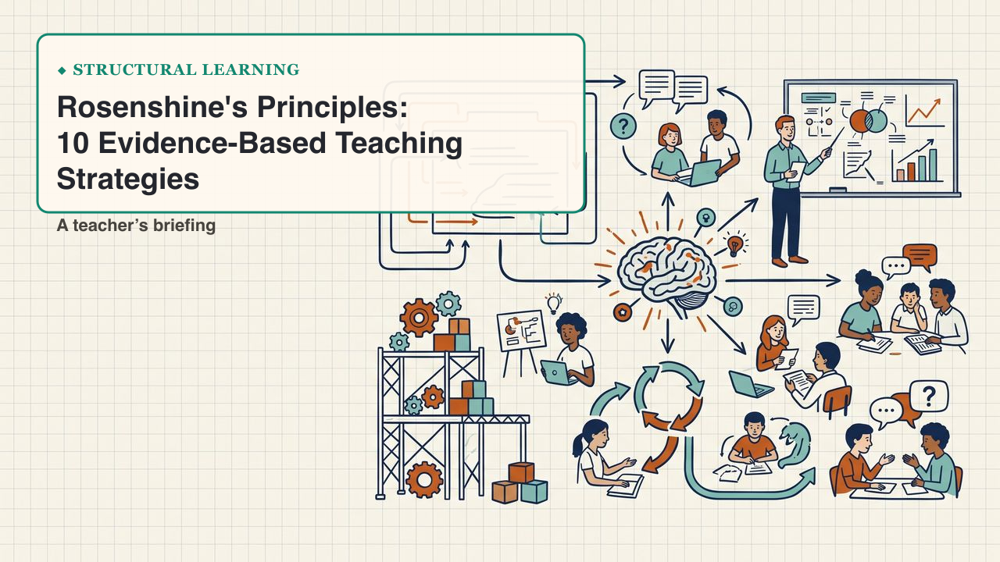 ◆ STRUCTURAL LEARNING
Rosenshine's Principles:
10 Evidence-Based Teaching
Strategies
A teacher’s briefing
?
?